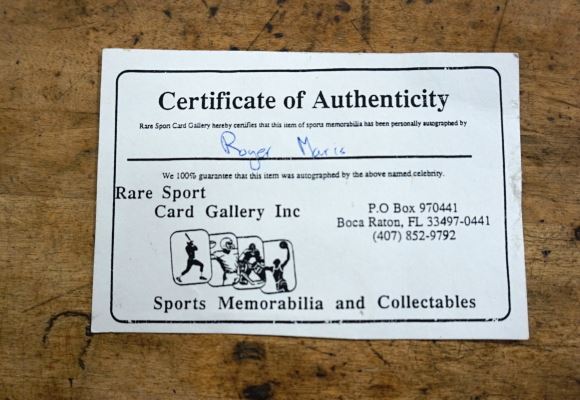 Certificate of Authenticity
Rare Sport Card Gallery hereby certifies that this item of sports memorabilia has been personally autographed by
Roger Maris
We 100% guarantee that this item was autographed by the above named celebrity.
Rare Sport
Card Gallery Inc
P.O Box 970441
Boca Raton, FL 33497-0441
(407) 852-9792
Sports Memorabilia and Collectables